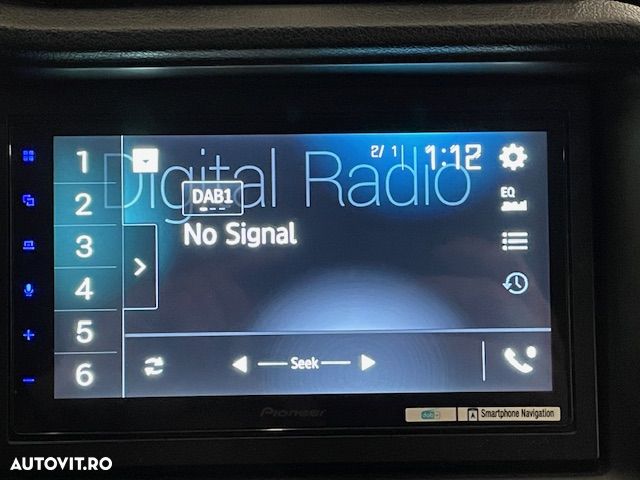 1
2
3
4
5
6
Digital Radio
2/ 1
1:12
DAB1
No Signal
EQ
Seek
Pioneer
dab+
Smartphone Navigation
AUTOVIT.RO